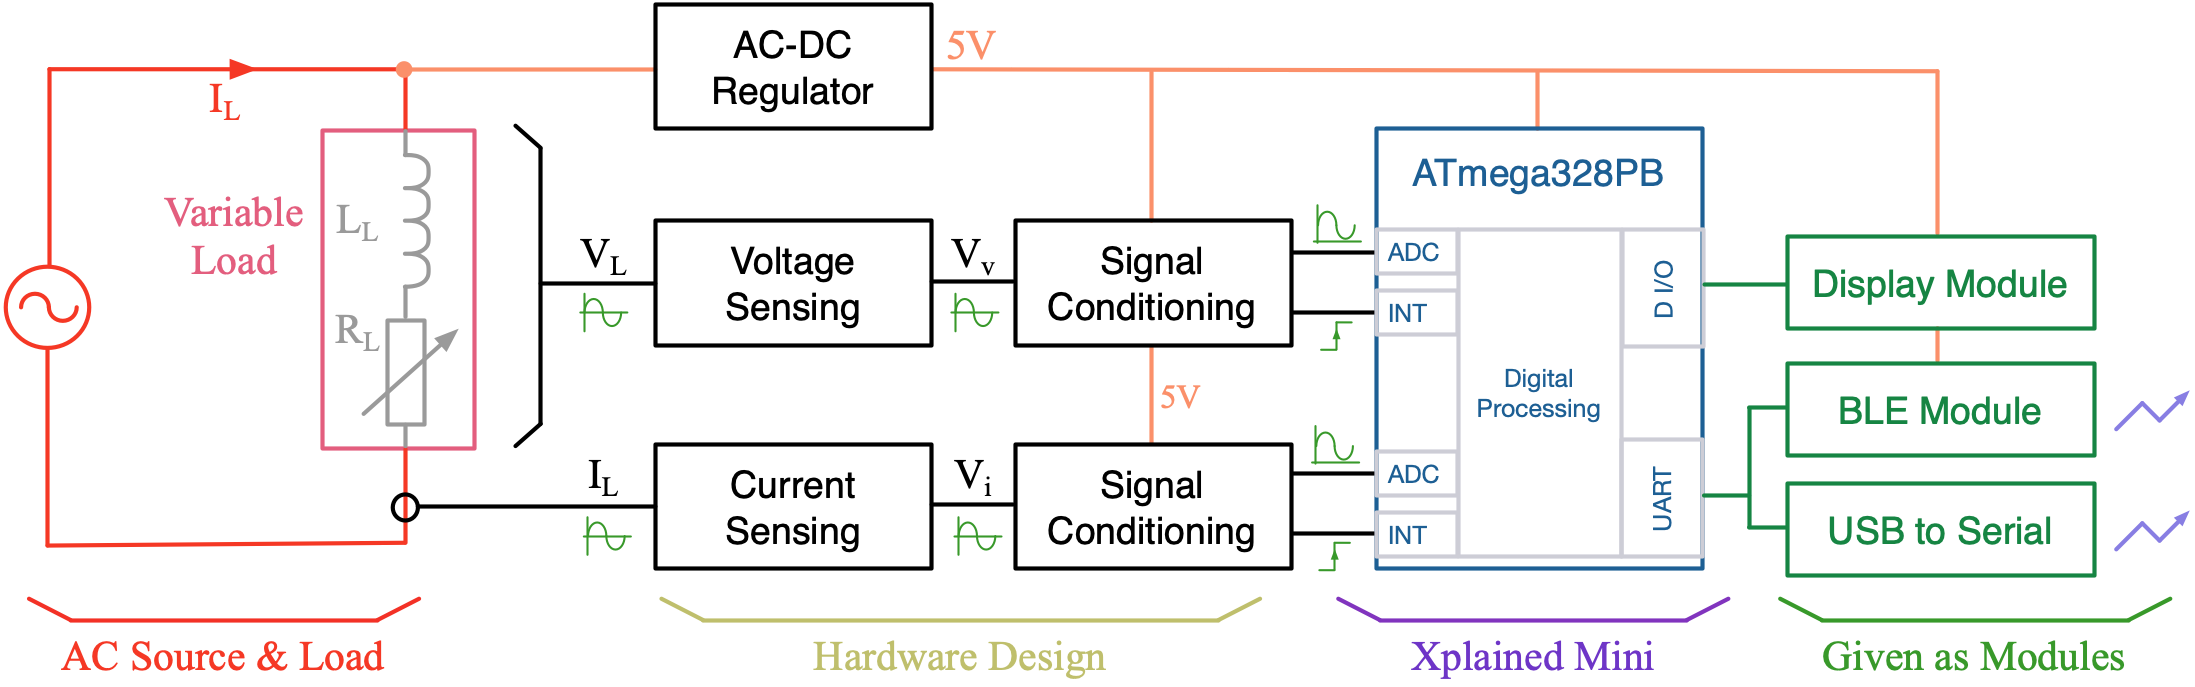 AC-DC
Regulator
5V
I_L
ATmega328PB
Variable
Load
L_L
R_L
V_L
Voltage
Sensing
V_v
Signal
Conditioning
ADC
INT
D I/O
Display Module
Digital
Processing
5V
BLE Module
I_L
Current
Sensing
V_i
Signal
Conditioning
ADC
INT
UART
USB to Serial
AC Source & Load
Hardware Design
Xplained Mini
Given as Modules